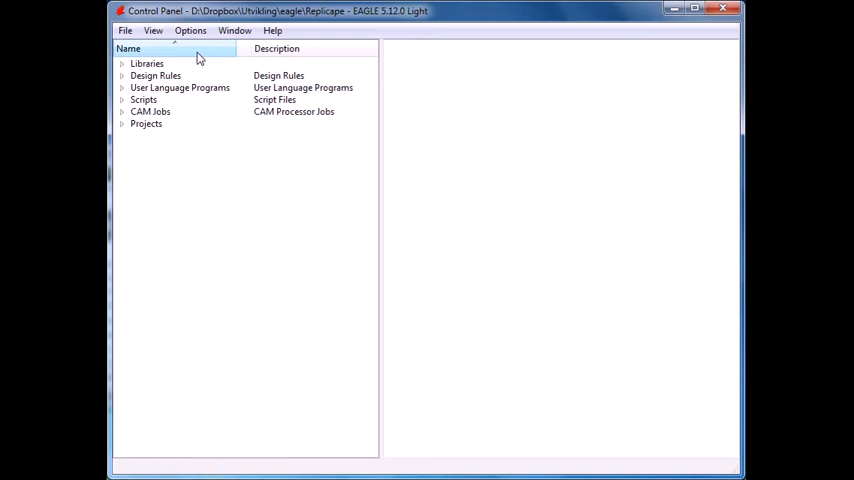 Control Panel - D:\Dropbox\Utvikling\eagle\Replicape - EAGLE 5.12.0 Light
File View Options Window Help
Name Description
Libraries
Design Rules Design Rules
User Language Programs User Language Programs
Scripts Script Files
CAM Jobs CAM Processor Jobs
Projects